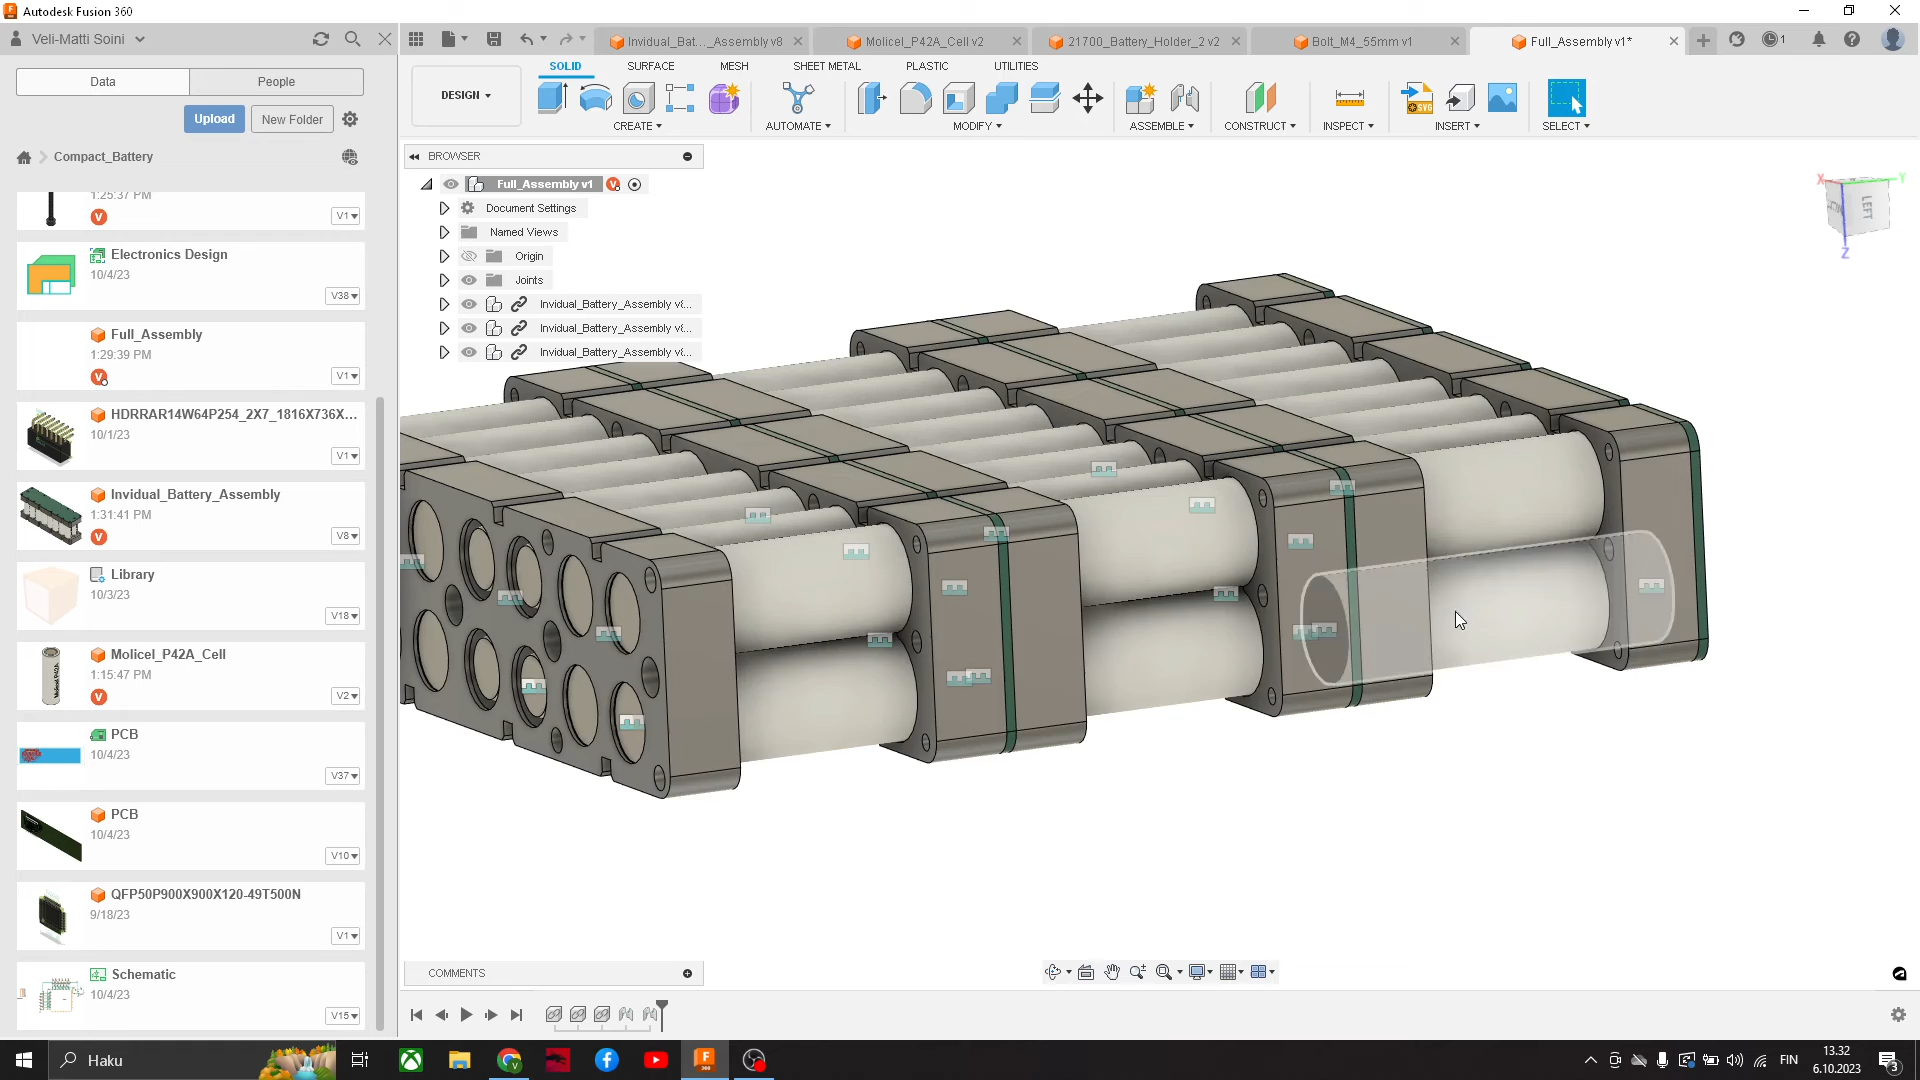 Autodesk Fusion 360
Veli-Matti Soini
Data
People
Upload
New Folder
Compact_Battery
1:25:37 PM
V1
Electronics Design
10/4/23
V38
Full_Assembly
1:29:39 PM
V1
HDRRAR14W64P254_2X7_1816X736X...
10/1/23
V1
Invidual_Battery_Assembly
1:31:41 PM
V8
Library
10/3/23
V18
Molicel_P42A_Cell
1:15:47 PM
V2
PCB
10/4/23
V37
PCB
10/4/23
V10
QFP50P900X900X120-49T500N
9/18/23
V1
Schematic
10/4/23
V15
Invidual_Bat..._Assembly v8
Molicel_P42A_Cell v2
21700_Battery_Holder_2 v2
Bolt_M4_55mm v1
Full_Assembly v1*
1
SOLID
SURFACE
MESH
SHEET METAL
PLASTIC
UTILITIES
DESIGN
CREATE
AUTOMATE
MODIFY
ASSEMBLE
CONSTRUCT
INSPECT
INSERT
SELECT
BROWSER
Full_Assembly v1
Document Settings
Named Views
Origin
Joints
Invidual_Battery_Assembly v(...
Invidual_Battery_Assembly v(...
Invidual_Battery_Assembly v(...
X
Y
LEFT
Z
COMMENTS
Haku
FIN
13.32
6.10.2023
3